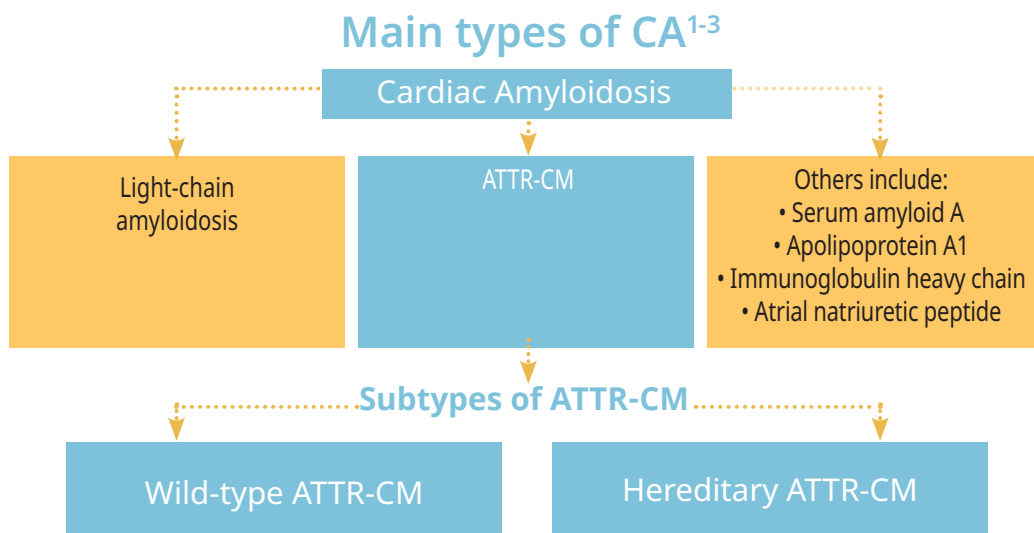 Main types of CA1-3
Cardiac Amyloidosis
Light-chain
amyloidosis
ATTR-CM
Others include:
• Serum amyloid A
• Apolipoprotein A1
• Immunoglobulin heavy chain
• Atrial natriuretic peptide
Subtypes of ATTR-CM
Wild-type ATTR-CM
Hereditary ATTR-CM